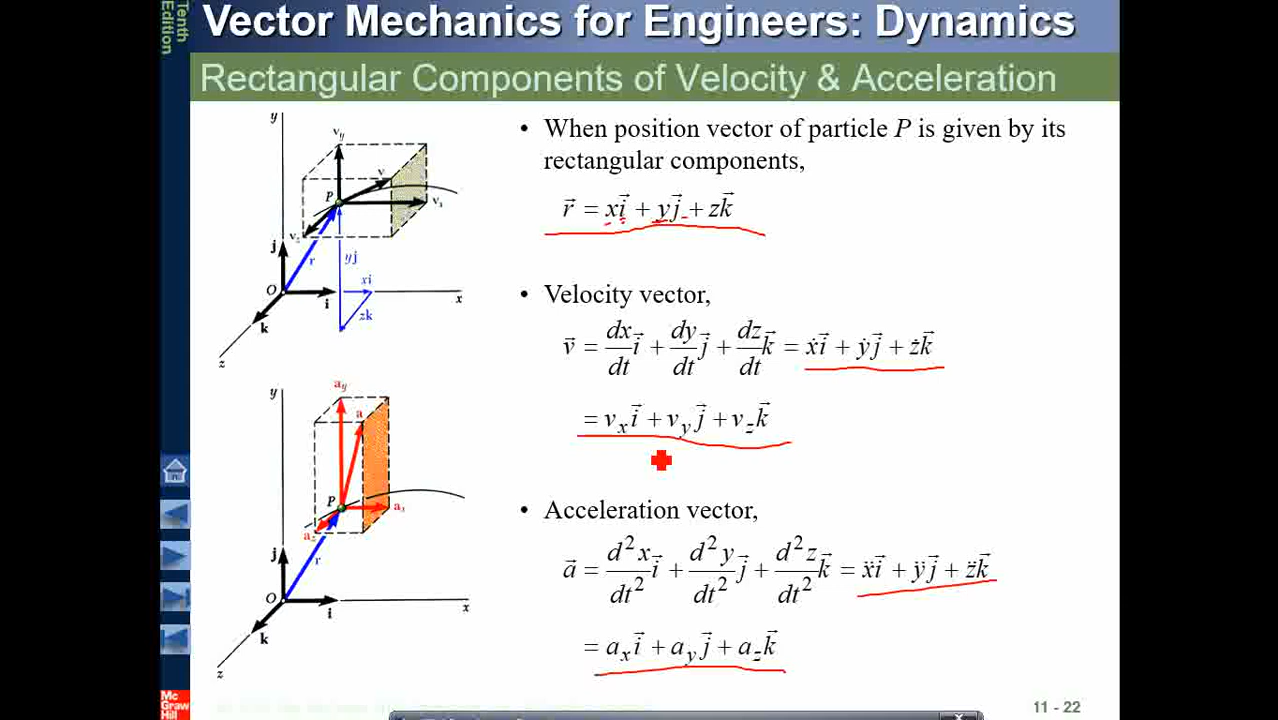 Vector Mechanics for Engineers: Dynamics
Tenth
Edition
Rectangular Components of Velocity & Acceleration
y
v_y
v
P
v_x
v_z
j
r
yj
xi
O
i
x
k
zk
z
• When position vector of particle P is given by its
rectangular components,
r⃗ = xi⃗ + yj⃗ + zk⃗
• Velocity vector,
v⃗ = dx/dt i⃗ + dy/dt j⃗ + dz/dt k⃗ = ẋi⃗ + ẏj⃗ + żk⃗
= v_x i⃗ + v_y j⃗ + v_z k⃗
y
a_y
a
P
a_x
a_z
j
r
O
i
x
k
z
• Acceleration vector,
a⃗ = d²x/dt² i⃗ + d²y/dt² j⃗ + d²z/dt² k⃗ = ẍi⃗ + ÿj⃗ + z̈k⃗
= a_x i⃗ + a_y j⃗ + a_z k⃗
Mc
Graw
Hill
11 - 22